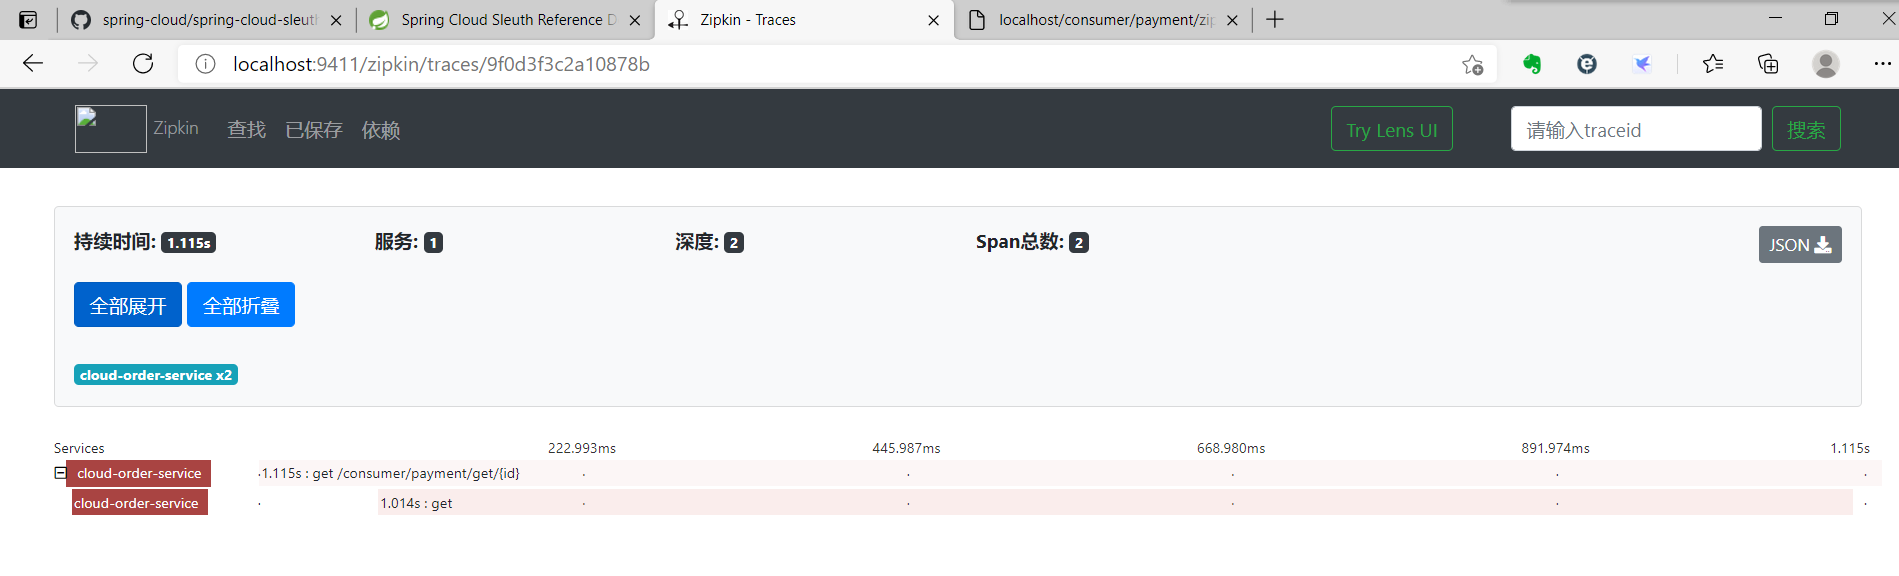 spring-cloud/spring-cloud-sleuth
Spring Cloud Sleuth Reference D
Zipkin - Traces
localhost/consumer/payment/zip
localhost:9411/zipkin/traces/9f0d3f3c2a10878b
Zipkin 查找 已保存 依赖 Try Lens UI 请输入traceid 搜索
持续时间: 1.115s 服务: 1 深度: 2 Span总数: 2 JSON
全部展开 全部折叠
cloud-order-service x2
Services 222.993ms 445.987ms 668.980ms 891.974ms 1.115s
cloud-order-service 1.115s : get /consumer/payment/get/{id}
cloud-order-service 1.014s : get